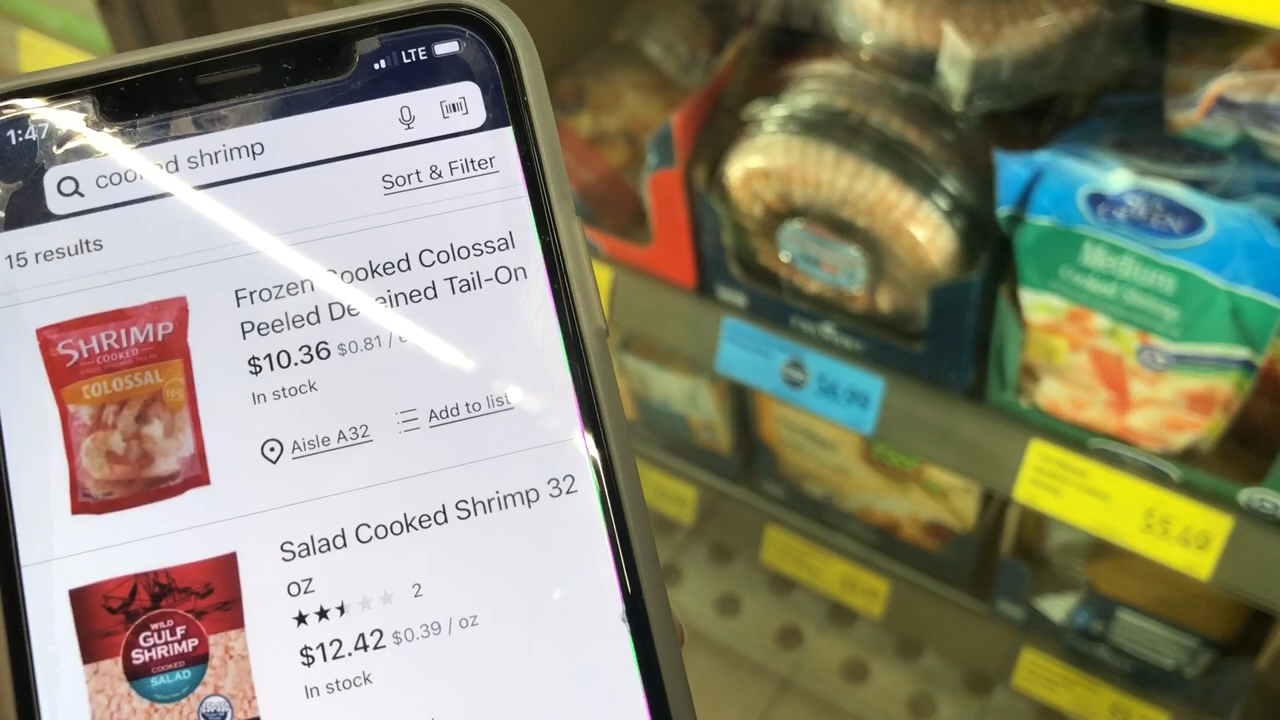 LTE
1:47
cooked shrimp
Sort & Filter
15 results
Frozen Cooked Colossal
Peeled Deveined Tail-On
$10.36 $0.81 /
In stock
Aisle A32
Add to list
SHRIMP
COOKED
COLOSSAL
Salad Cooked Shrimp 32
oz
2
$12.42 $0.39 / oz
In stock
WILD
GULF
SHRIMP
COOKED
SALAD
Medium
Cooked Shrimp